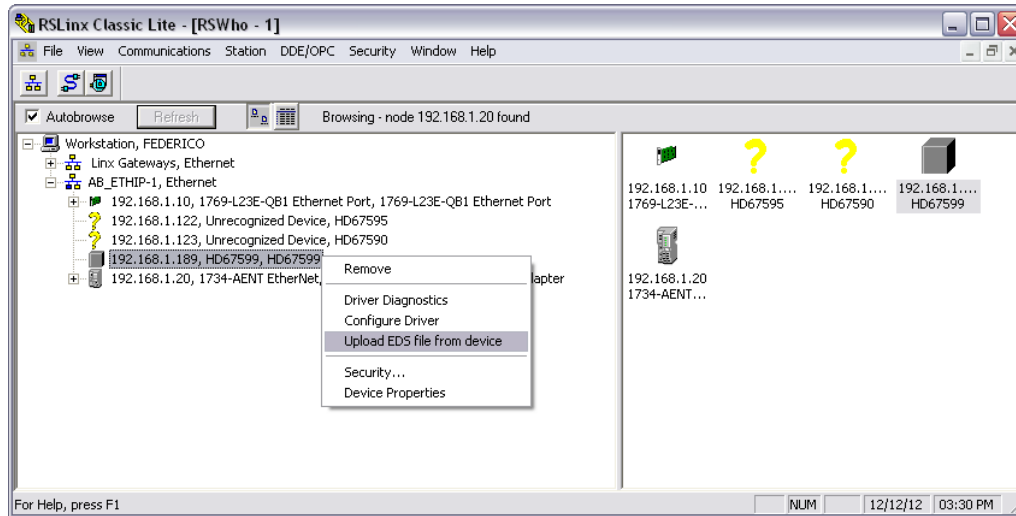 RSLinx Classic Lite - [RSWho - 1]
File View Communications Station DDE/OPC Security Window Help
Autobrowse Refresh Browsing - node 192.168.1.20 found
Workstation, FEDERICO
Linx Gateways, Ethernet
AB_ETHIP-1, Ethernet
192.168.1.10, 1769-L23E-QB1 Ethernet Port, 1769-L23E-QB1 Ethernet Port
192.168.1.122, Unrecognized Device, HD67595
192.168.1.123, Unrecognized Device, HD67590
192.168.1.189, HD67599, HD67599
192.168.1.20, 1734-AENT EtherNet,
Remove
Driver Diagnostics
Configure Driver
Upload EDS file from device
Security...
Device Properties
192.168.1.10 192.168.1.... 192.168.1.... 192.168.1....
1769-L23E-... HD67595 HD67590 HD67599
192.168.1.20
1734-AENT...
For Help, press F1 NUM 12/12/12 03:30 PM